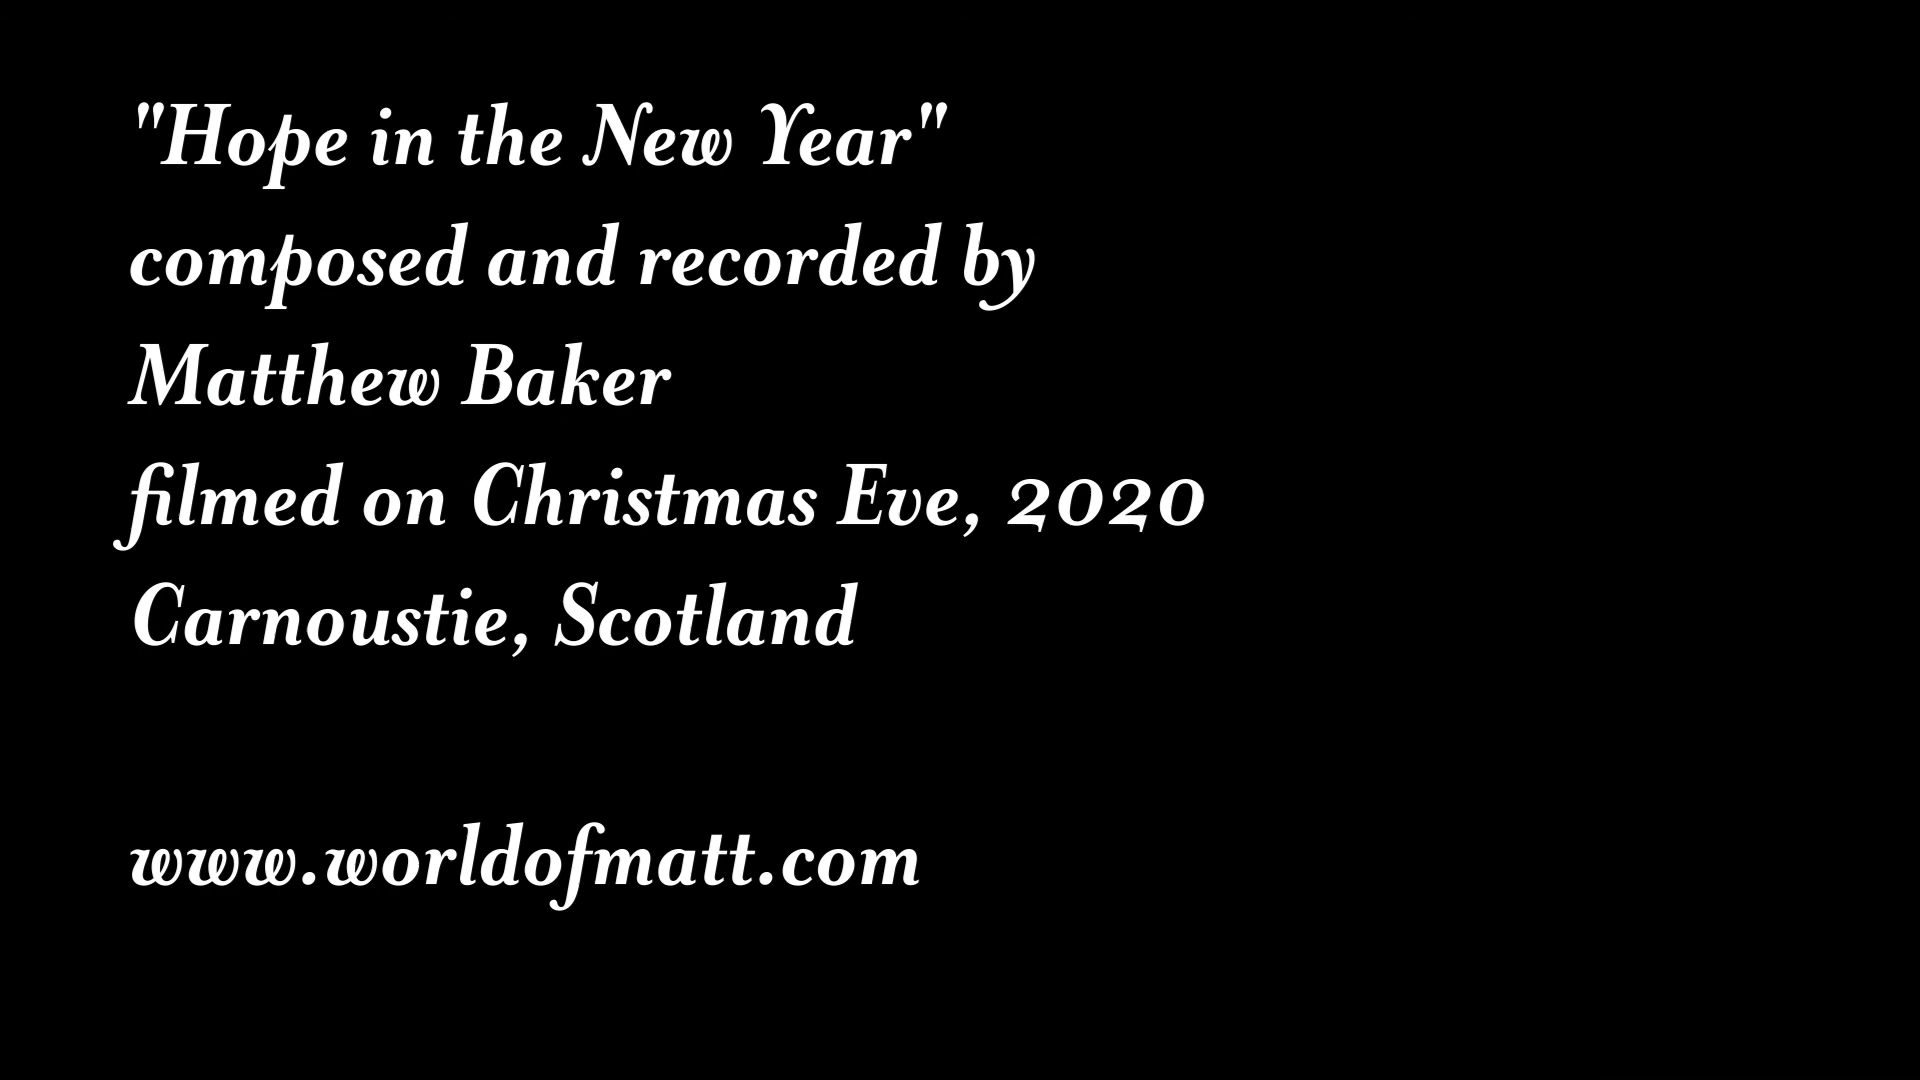 "Hope in the New Year"
composed and recorded by
Matthew Baker
filmed on Christmas Eve, 2020
Carnoustie, Scotland
www.worldofmatt.com